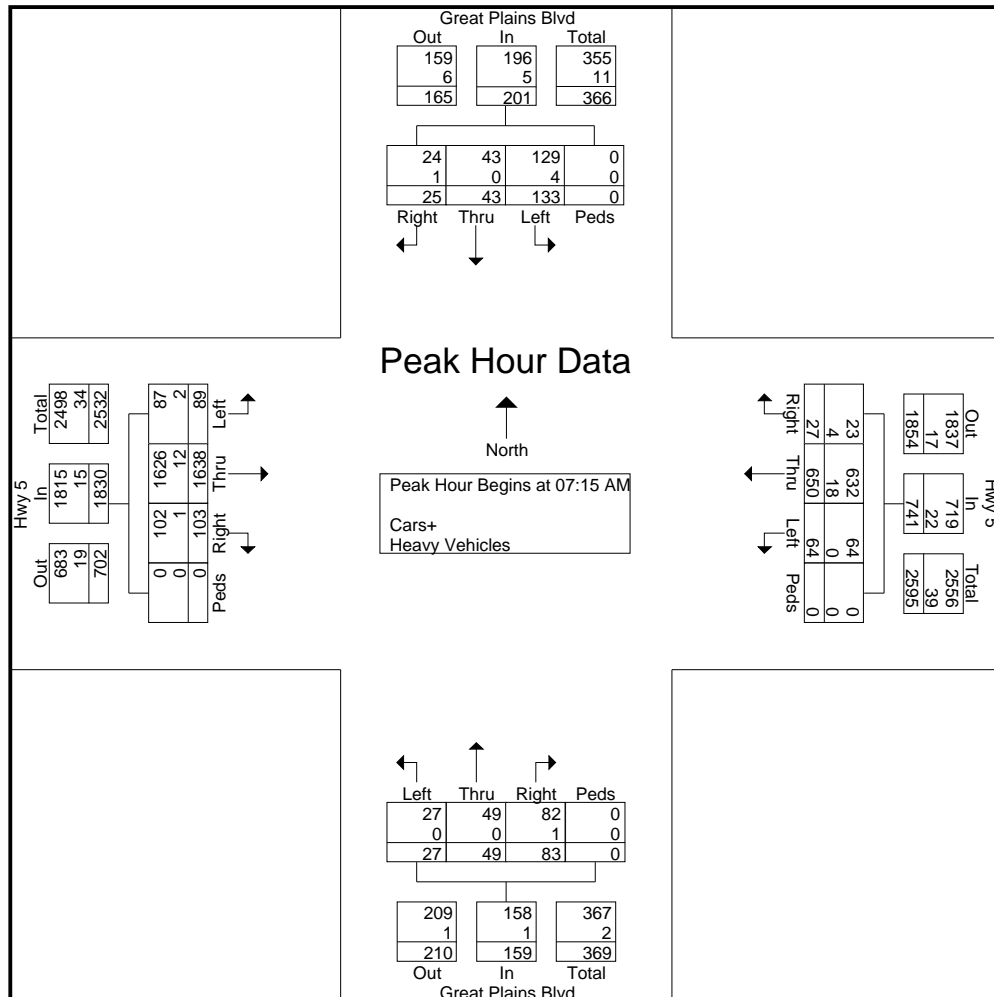 Great Plains Blvd
Out In Total
159 196 355
6 5 11
165 201 366
24 43 129 0
1 0 4 0
25 43 133 0
Right Thru Left Peds
Peak Hour Data
North
Peak Hour Begins at 07:15 AM
Cars+
Heavy Vehicles
Hwy 5
Out In Total
683 1815 2498
19 15 34
702 1830 2532
Left Thru Right Peds
87 1626 102 0
2 12 1 0
89 1638 103 0
Right Thru Left Peds
23 632 64 0
4 18 0 0
27 650 64 0
Hwy 5
Out In Total
1837 719 2556
17 22 39
1854 741 2595
Left Thru Right Peds
27 49 82 0
0 0 1 0
27 49 83 0
209 158 367
1 1 2
210 159 369
Out In Total
Great Plains Blvd